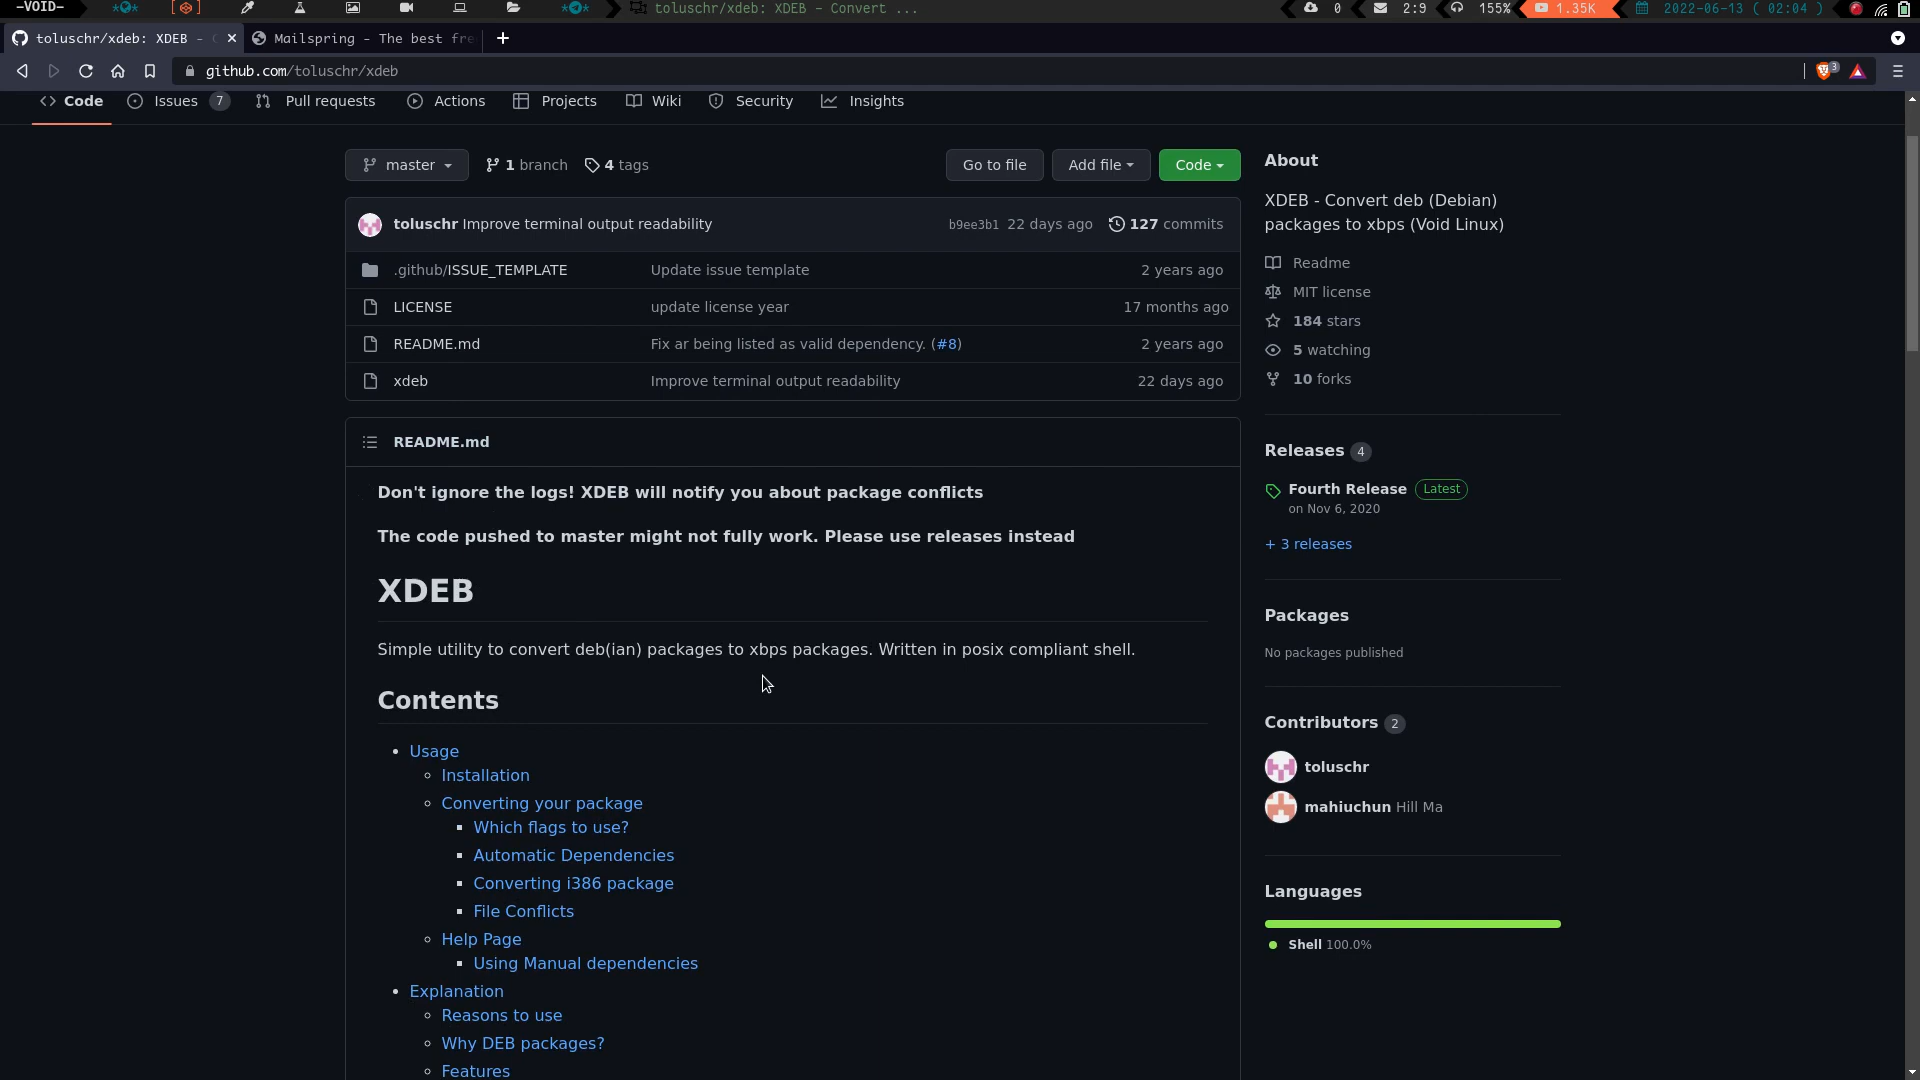 —VOID—
toluschr/xdeb: XDEB – Convert ...
0
2:9
155%
1.35K
2022-06-13 ( 02:04 )
toluschr/xdeb: XDEB -
Mailspring - The best fre
github.com/toluschr/xdeb
3
Code
Issues 7
Pull requests
Actions
Projects
Wiki
Security
Insights
master
1 branch
4 tags
Go to file
Add file
Code
toluschr Improve terminal output readability
b9ee3b1 22 days ago
127 commits
.github/ISSUE_TEMPLATE
Update issue template
2 years ago
LICENSE
update license year
17 months ago
README.md
Fix ar being listed as valid dependency. (#8)
2 years ago
xdeb
Improve terminal output readability
22 days ago
README.md
Don't ignore the logs! XDEB will notify you about package conflicts
The code pushed to master might not fully work. Please use releases instead
XDEB
Simple utility to convert deb(ian) packages to xbps packages. Written in posix compliant shell.
Contents
Usage
Installation
Converting your package
Which flags to use?
Automatic Dependencies
Converting i386 package
File Conflicts
Help Page
Using Manual dependencies
Explanation
Reasons to use
Why DEB packages?
Features
About
XDEB - Convert deb (Debian)
packages to xbps (Void Linux)
Readme
MIT license
184 stars
5 watching
10 forks
Releases 4
Fourth Release Latest
on Nov 6, 2020
+ 3 releases
Packages
No packages published
Contributors 2
toluschr
mahiuchun Hill Ma
Languages
Shell 100.0%